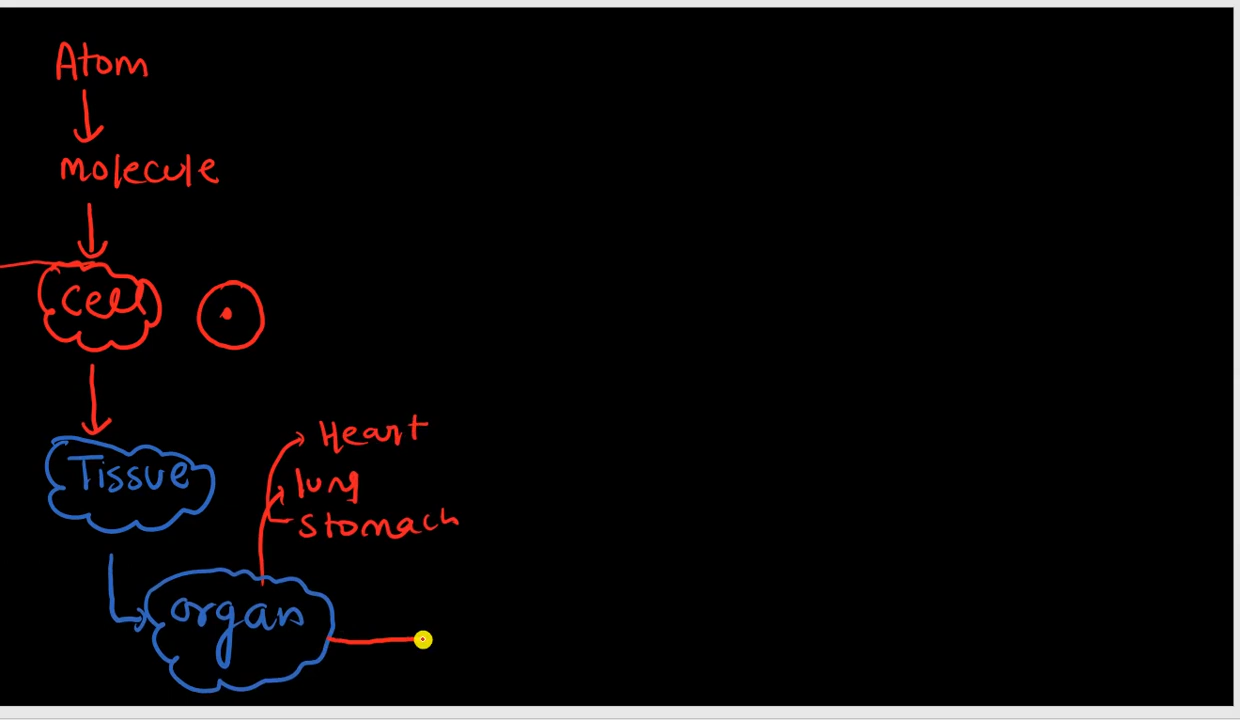 Atom
Molecule
Cell
Tissue
Heart
lung
stomach
organ